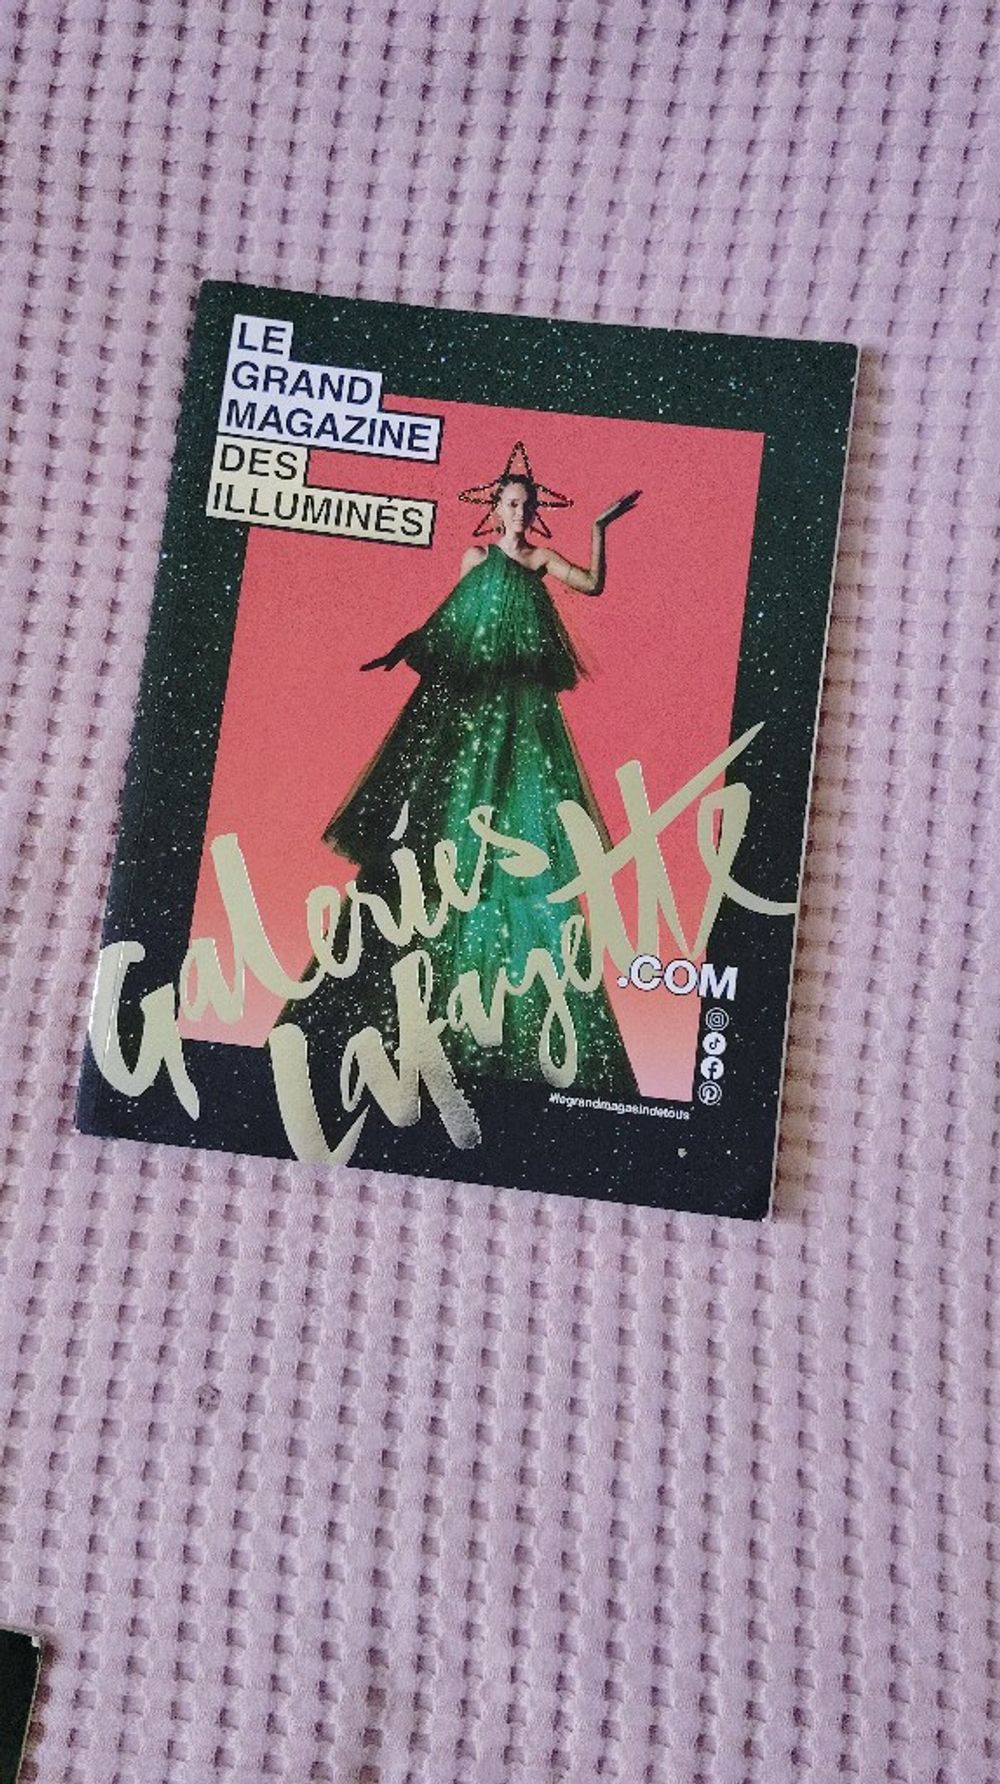 LE
GRAND
MAGAZINE
DES
ILLUMINÉS
Galeries
Lafayette
.COM
#legrandmagasindetous